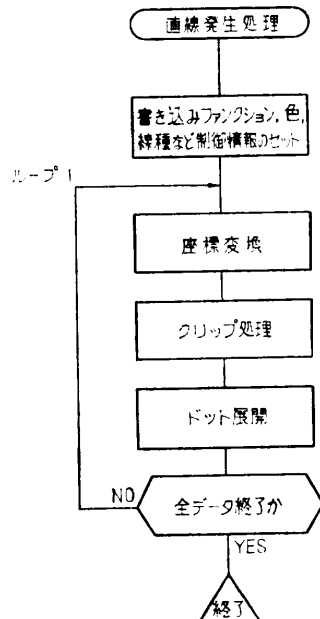 直線発生処理
書き込みファンクション,色,
線種など制御情報のセット
ループ1
座標変換
クリップ処理
ドット展開
NO
全データ終了か
YES
終了